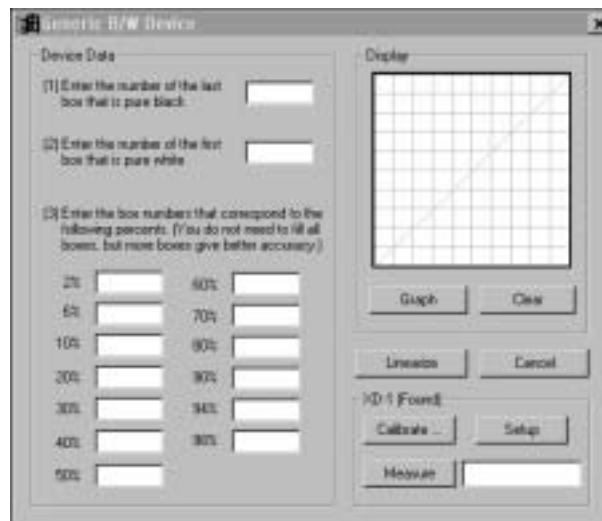 Generic B/W Device
Device Data
[1] Enter the number of the last
box that is pure black
[2] Enter the number of the first
box that is pure white
[3] Enter the box numbers that correspond to the
following percents. (You do not need to fill all
boxes, but more boxes give better accuracy.)
2%
60%
5%
70%
10%
80%
20%
90%
30%
40%
50%
Display
Graph
Clear
Linearize
Cancel
XD-1 (Found)
Calibrate ...
Setup
Measure